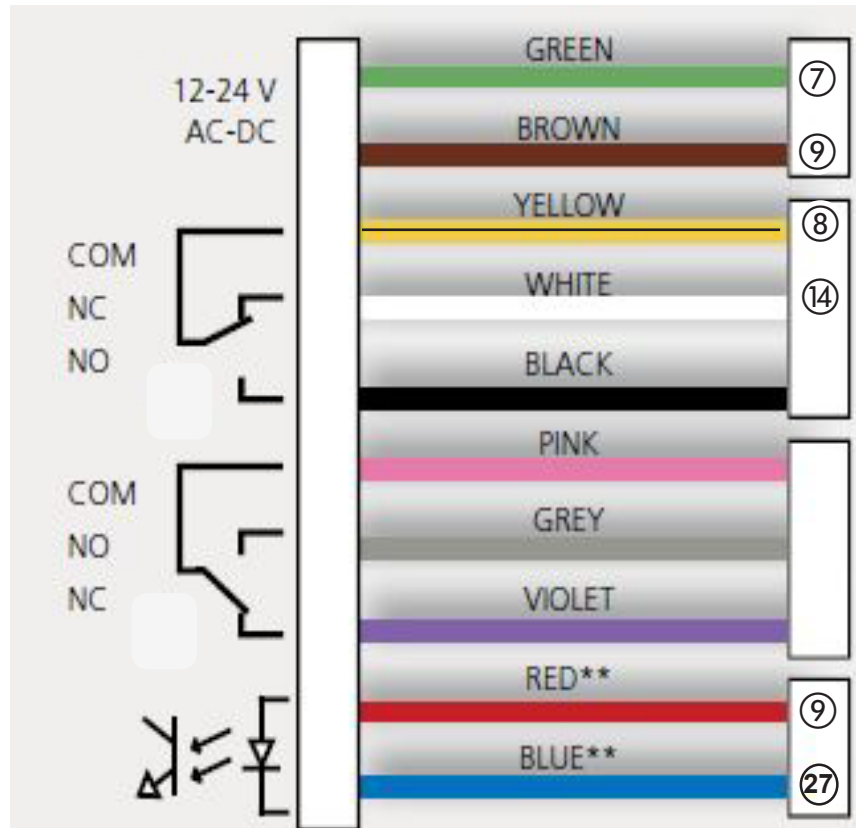 GREEN
⑦
12-24 V
AC-DC
BROWN
⑨
YELLOW
⑧
COM
WHITE
⑭
NC
NO
BLACK
PINK
COM
GREY
NO
NC
VIOLET
RED**
⑨
BLUE**
㉗